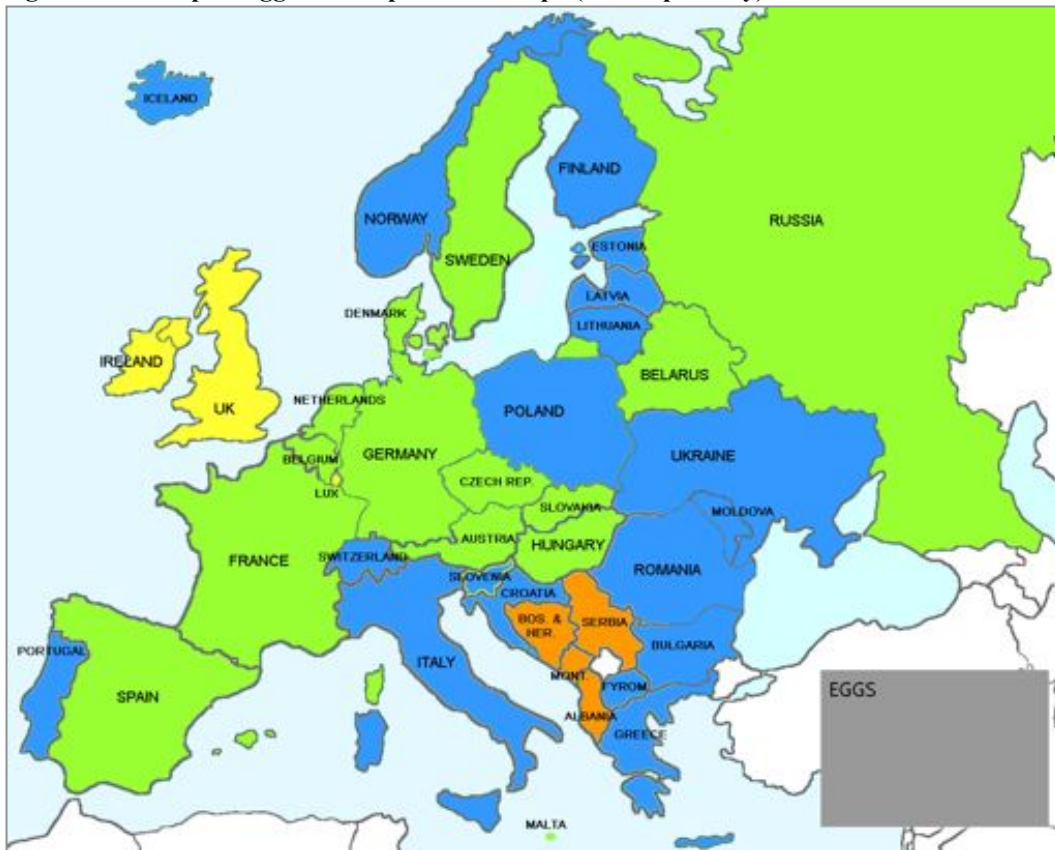 ICELAND
FINLAND
NORWAY
RUSSIA
ESTONIA
SWEDEN
LATVIA
DENMARK
LITHUANIA
IRELAND
BELARUS
NETHERLANDS
UK
POLAND
GERMANY
UKRAINE
BELGIUM
CZECH REP.
LUX
SLOVAKIA
MOLDOVA
AUSTRIA
HUNGARY
FRANCE
SWITZERLAND
ROMANIA
SLOVENIA
CROATIA
BOS. &
HER.
SERBIA
PORTUGAL
BULGARIA
ITALY
MONT.
SPAIN
FYROM
EGGS
ALBANIA
GREECE
MALTA